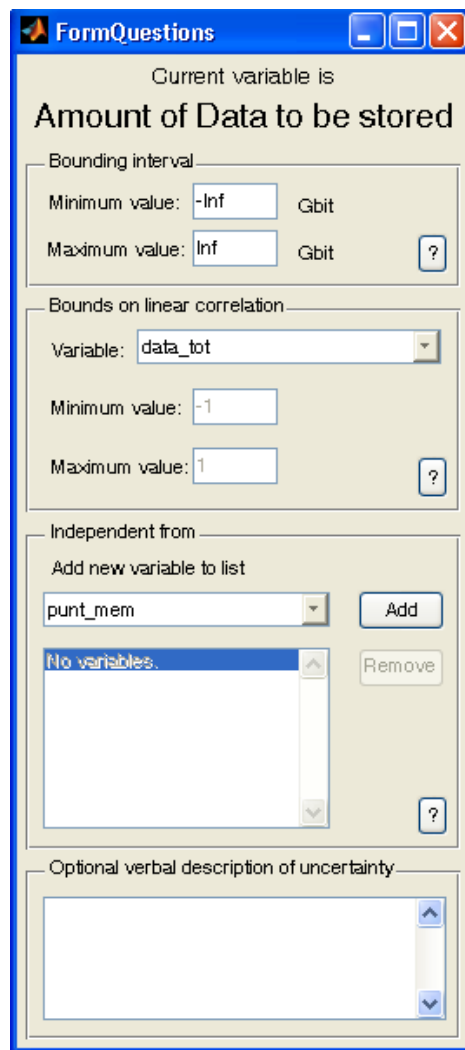 FormQuestions
Current variable is
Amount of Data to be stored
Bounding interval
Minimum value: -Inf Gbit
Maximum value: Inf Gbit ?
Bounds on linear correlation
Variable: data_tot
Minimum value: -1
Maximum value: 1 ?
Independent from
Add new variable to list
punt_mem Add
No variables. Remove
?
Optional verbal description of uncertainty